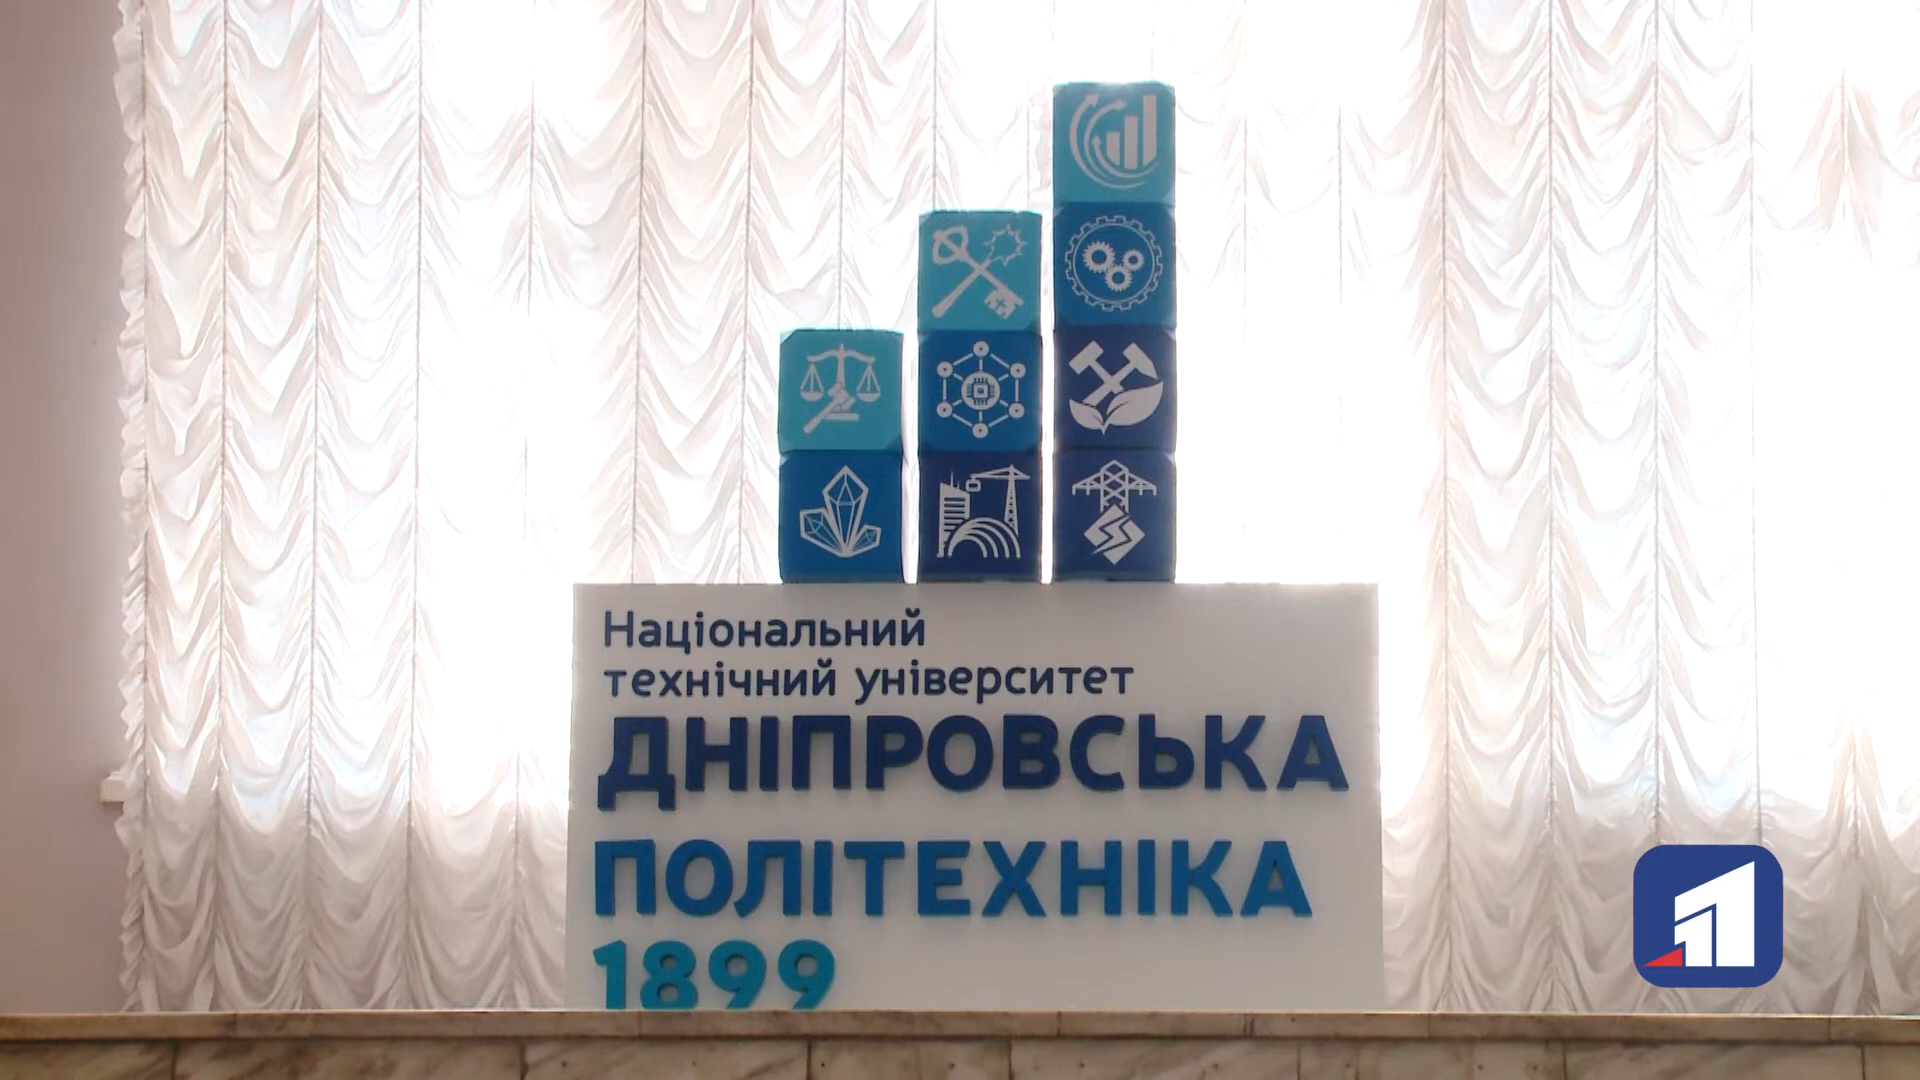 Національний
технічний університет
ДНІПРОВСЬКА
ПОЛІТЕХНІКА
1899